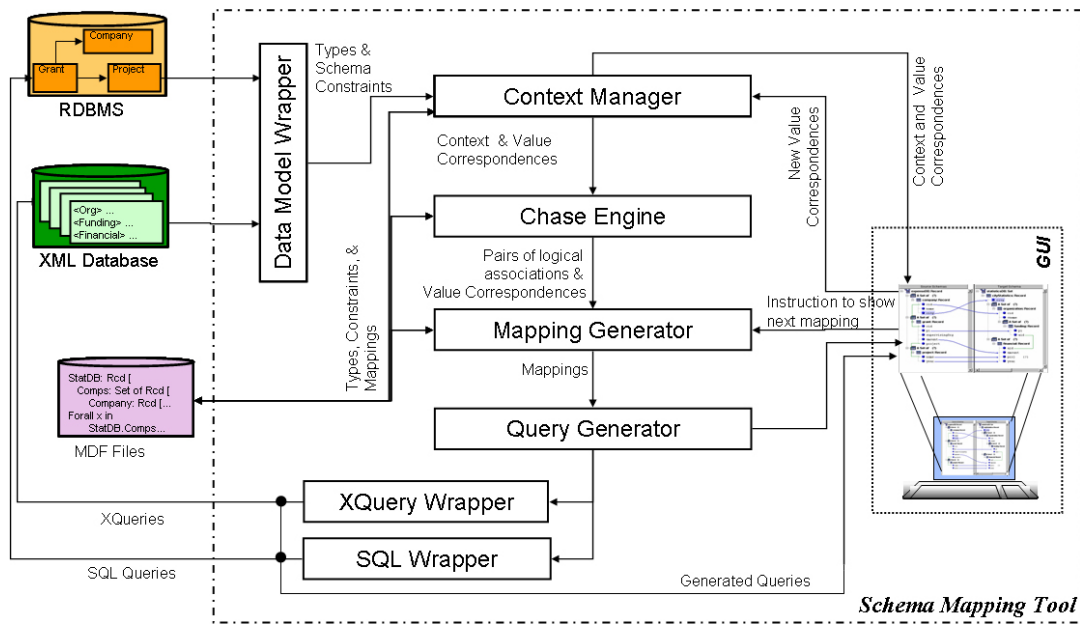 Company
Grant
Project
RDBMS
<Org> ...
<Funding> ...
<Financial> ...
XML Database
StatDB: Rcd [
Comps: Set of Rcd [
Company: Rcd [...
Forall x in
StatDB.Comps...
MDF Files
XQueries
SQL Queries
Data Model Wrapper
Types &
Schema
Constraints
Types, Constraints, &
Mappings
Context Manager
Context & Value
Correspondences
Chase Engine
Pairs of logical
associations &
Value Correspondences
Mapping Generator
Mappings
Query Generator
XQuery Wrapper
SQL Wrapper
New Value
Correspondences
Context and Value
Correspondences
Instruction to show
next mapping
GUI
Generated Queries
Schema Mapping Tool